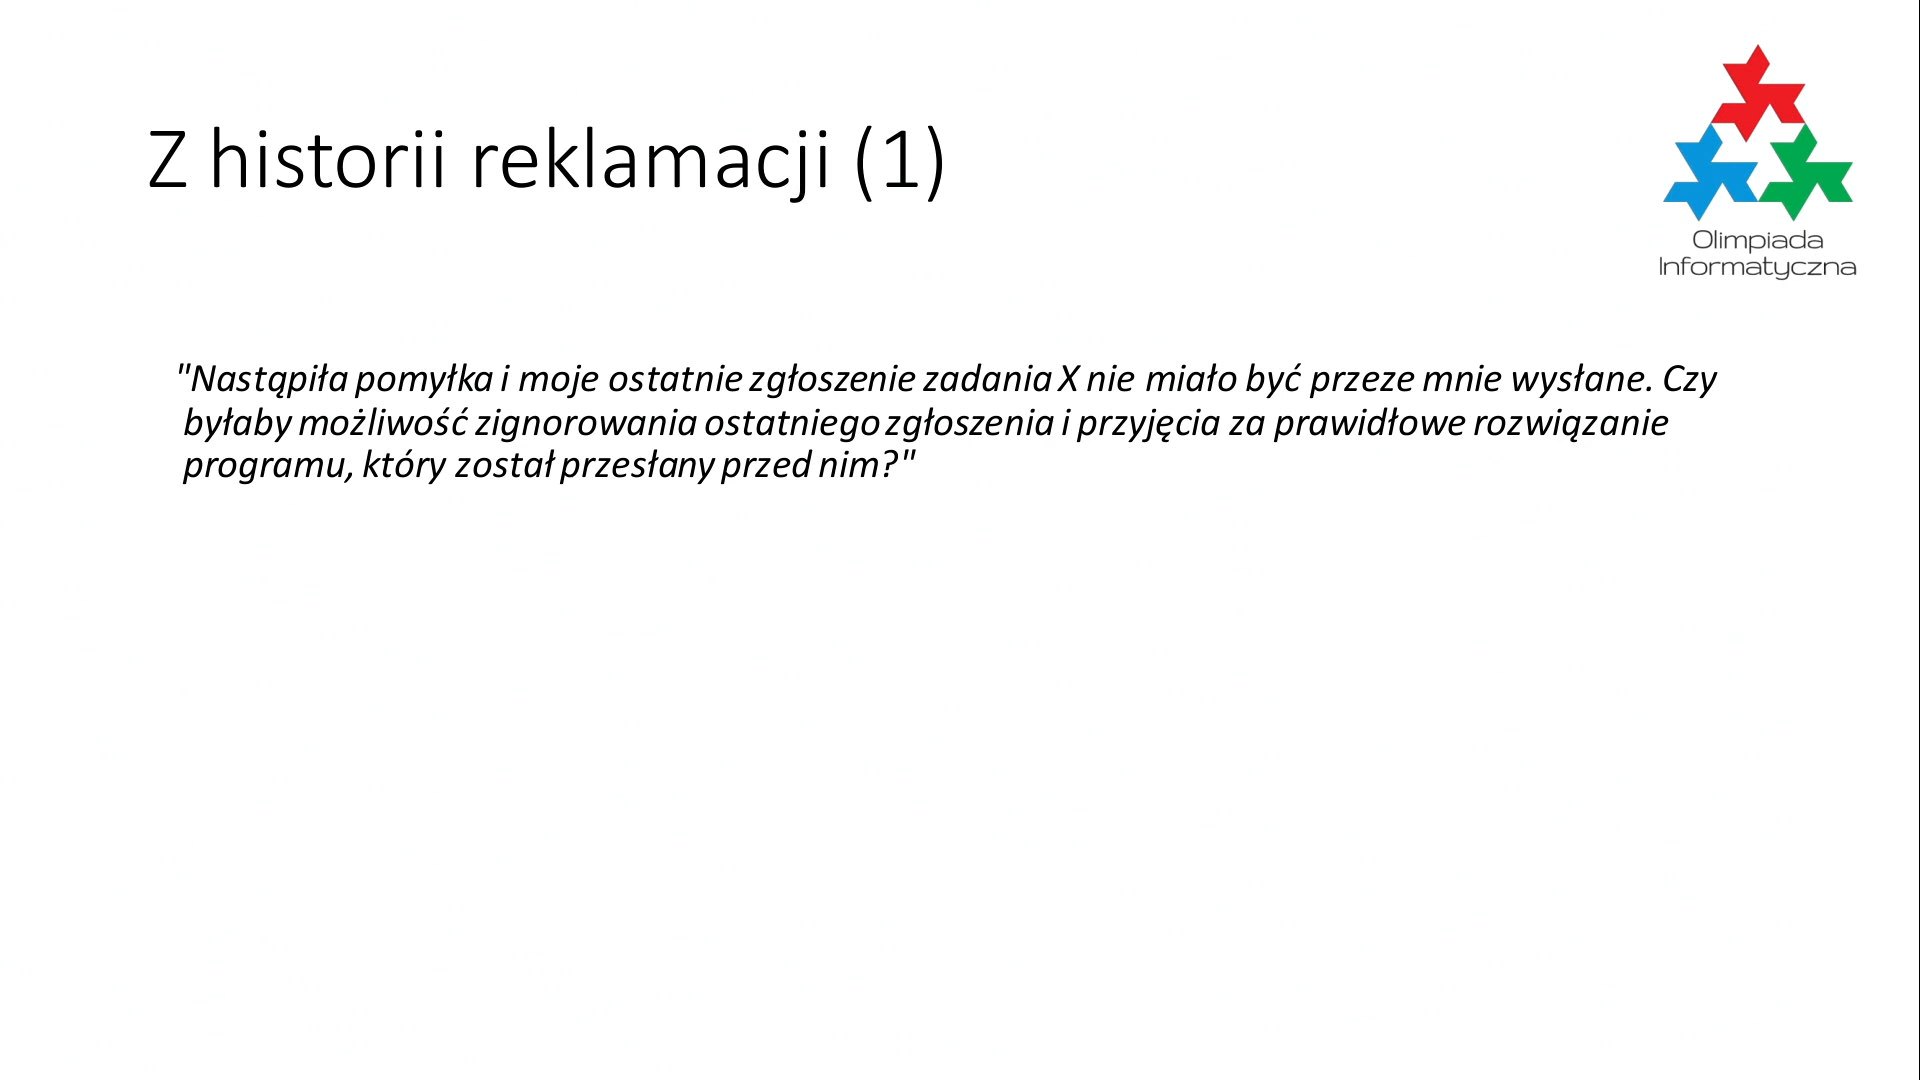 Z historii reklamacji (1)
Olimpiada
Informatyczna
"Nastąpiła pomyłka i moje ostatnie zgłoszenie zadania X nie miało być przeze mnie wysłane. Czy
byłaby możliwość zignorowania ostatniego zgłoszenia i przyjęcia za prawidłowe rozwiązanie
programu, który został przesłany przed nim?"